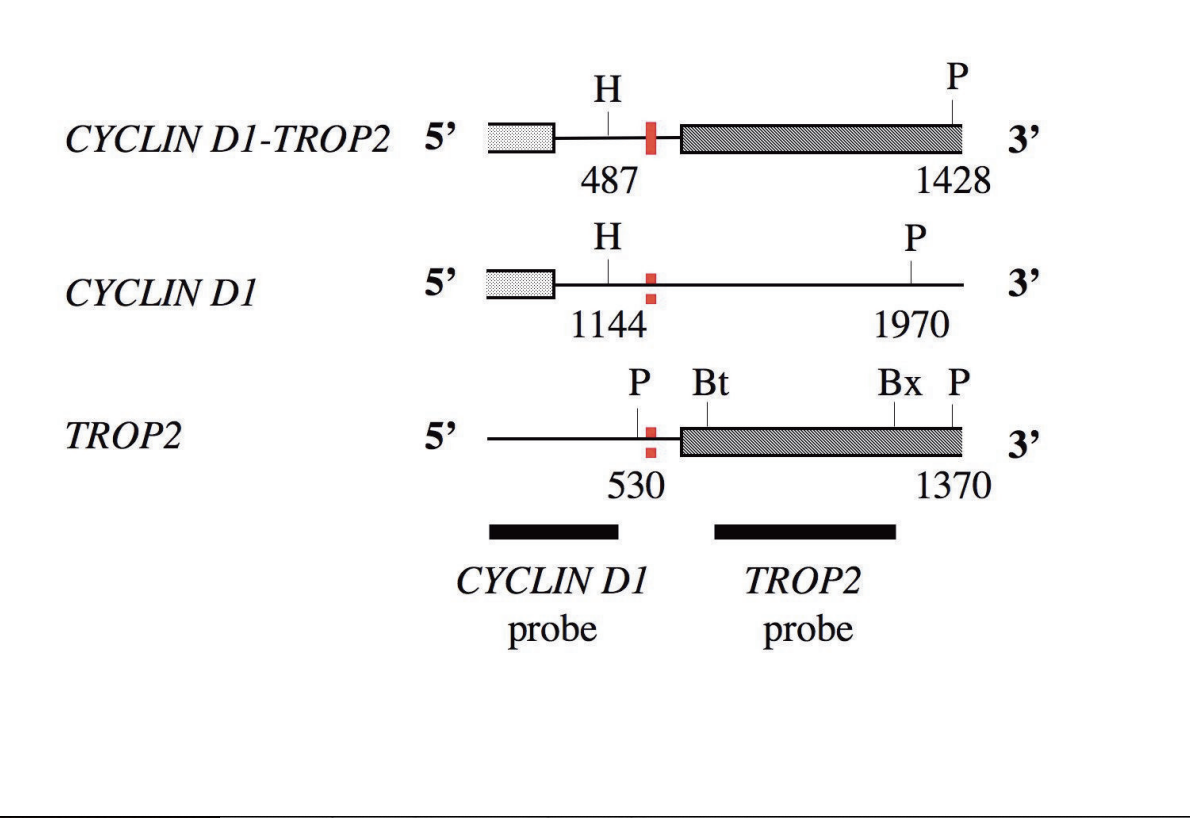 H P
CYCLIN D1-TROP2 5’ 3’
487 1428
H P
CYCLIN D1 5’ 3’
1144 1970
P Bt Bx P
TROP2 5’ 3’
530 1370
CYCLIN D1 TROP2
probe probe